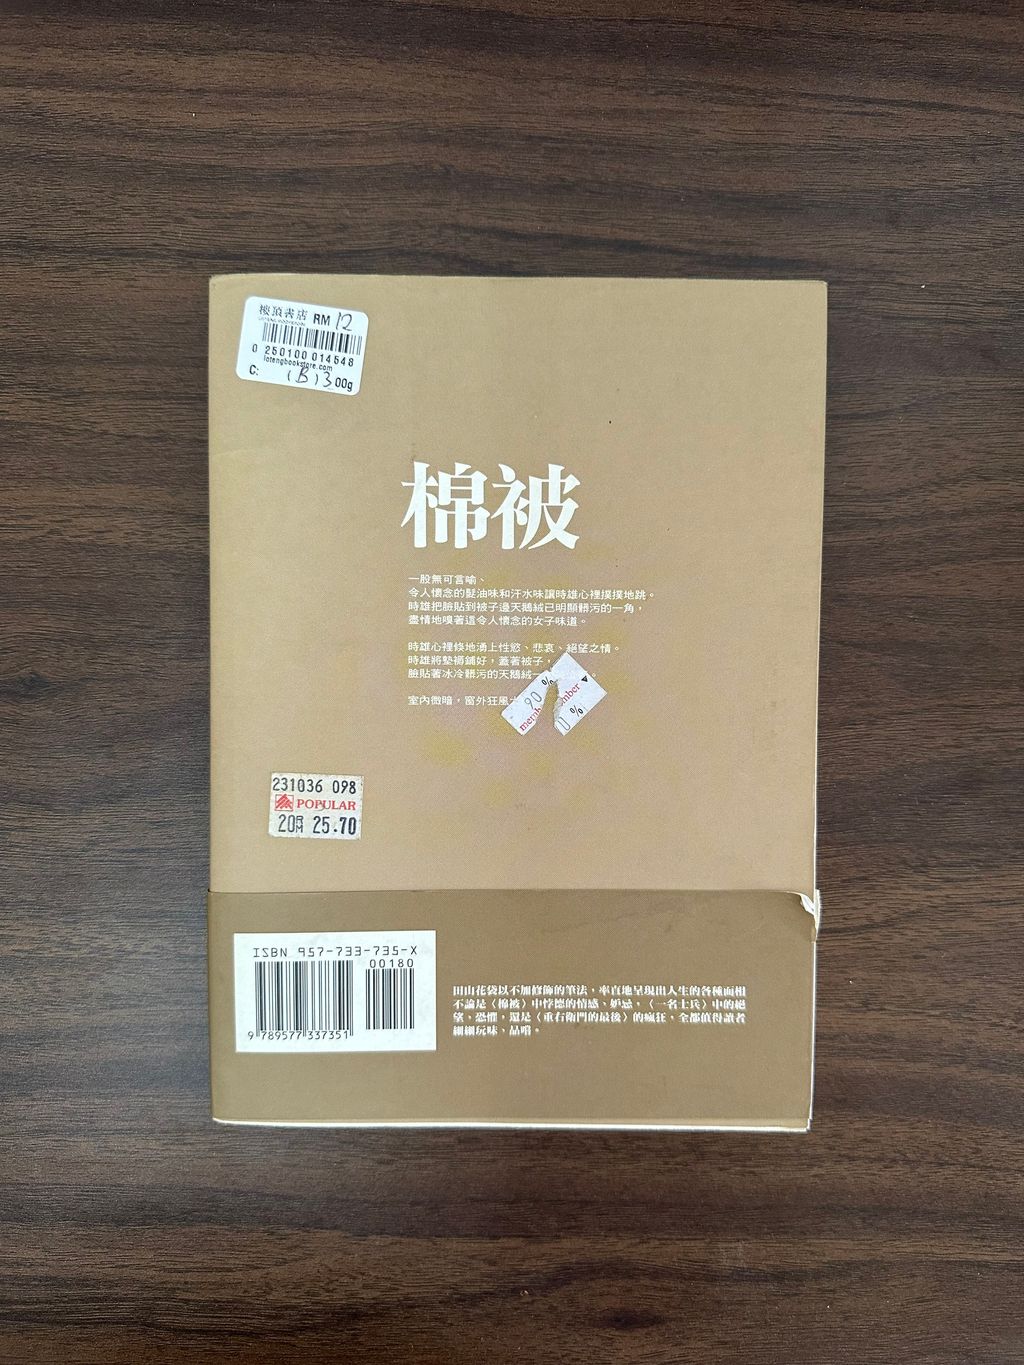 樓頂書店 RM 12
0 250100 014548
lotengbookstore.com
C: (B) 3.00g
棉被
一股無可言喻、
令人懷念的髮油味和汗水味讓時雄心裡撲撲地跳。
時雄把臉貼到被子邊天鵝絨已明顯髒污的一角，
盡情地嗅著這令人懷念的女子味道。
時雄心裡倏地湧上性慾、悲哀、絕望之情。
時雄將墊褥鋪好，蓋著被子，
臉貼著冰冷髒污的天鵝絨
室內微暗，窗外狂風
90 %
231036 098
POPULAR
20 RM 25.70
ISBN 957-733-735-X
00180
9 789577 337351
田山花袋以不加修飾的筆法，率直地呈現出人生的各種面相
不論是〈棉被〉中悖德的情感、妒忌，〈一名士兵〉中的絕
望、恐懼，還是〈重右衛門的最後〉的瘋狂，全都值得讀者
細細玩味、品嚐。